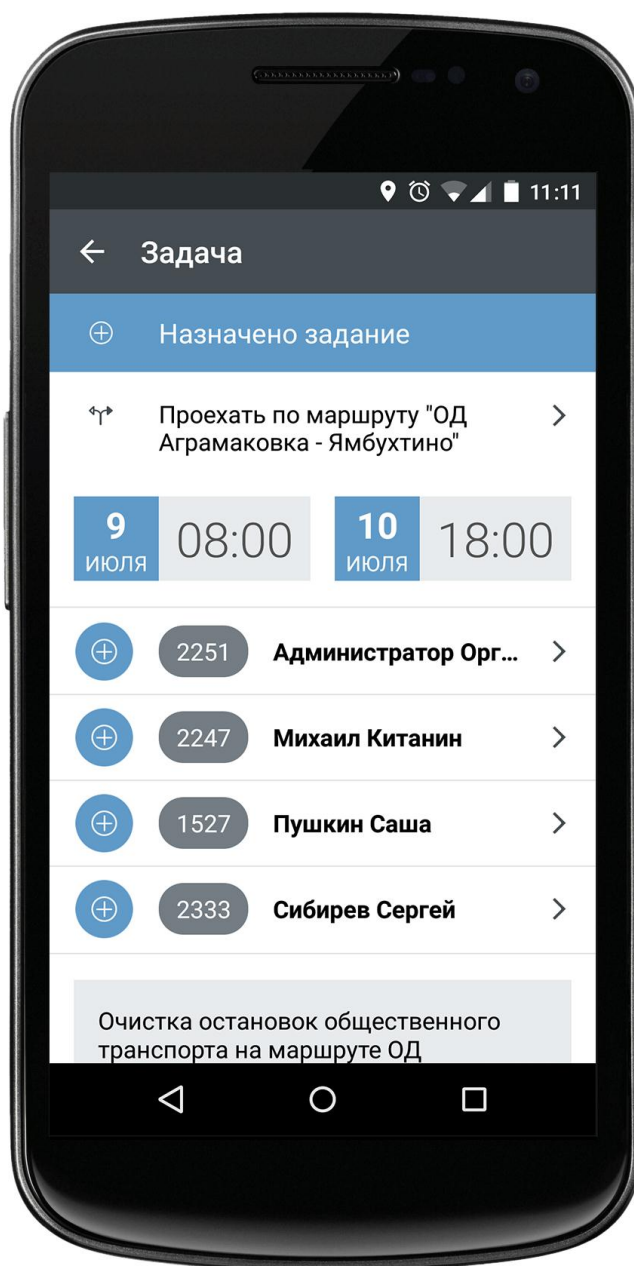 11:11
Задача
Назначено задание
Проехать по маршруту "ОД
Аграмаковка - Ямбухтино"
9 июля 08:00 10 июля 18:00
2251 Администратор Орг...
2247 Михаил Китанин
1527 Пушкин Саша
2333 Сибирев Сергей
Очистка остановок общественного
транспорта на маршруте ОД